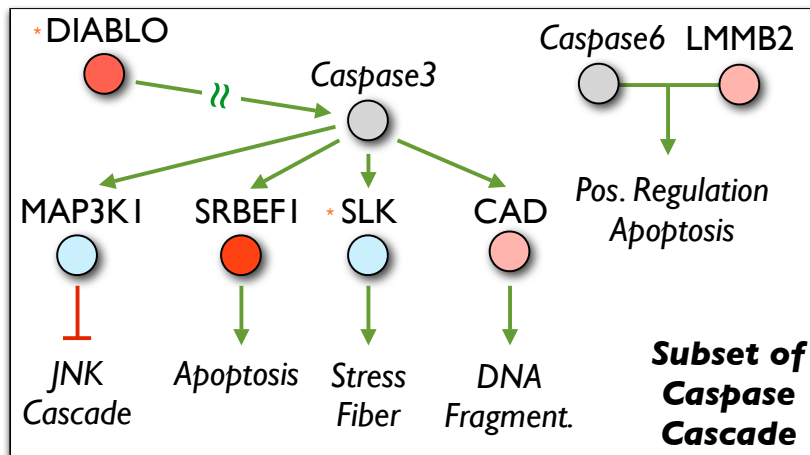 *DIABLO
Caspase3
Caspase6 LMMB2
MAP3K1 SRBEF1 *SLK CAD
Pos. Regulation
Apoptosis
JNK
Cascade
Apoptosis
Stress
Fiber
DNA
Fragment.
Subset of
Caspase
Cascade